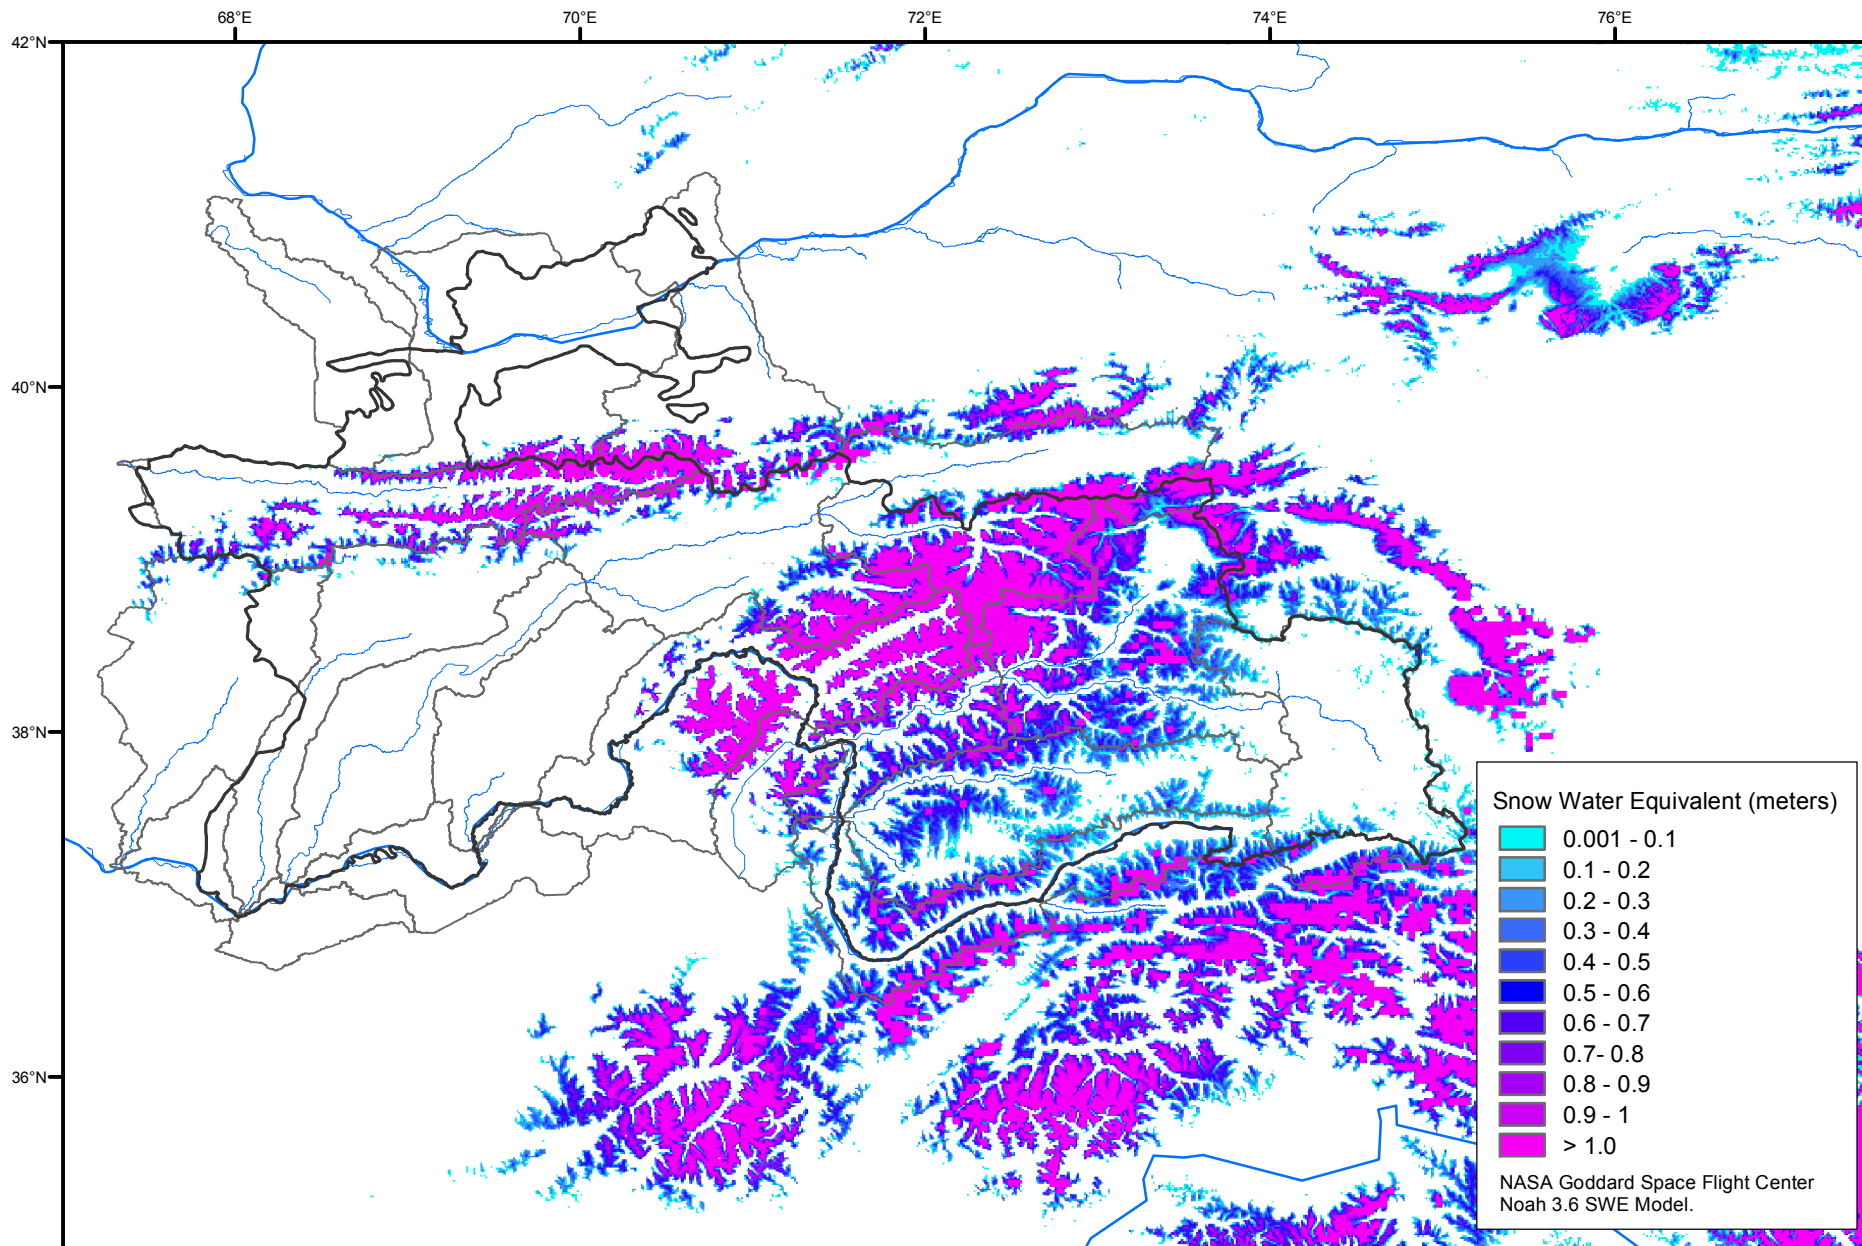 68°E 70°E 72°E 74°E 76°E
42°N
40°N
38°N
36°N
Snow Water Equivalent (meters)
0.001 - 0.1
0.1 - 0.2
0.2 - 0.3
0.3 - 0.4
0.4 - 0.5
0.5 - 0.6
0.6 - 0.7
0.7- 0.8
0.8 - 0.9
0.9 - 1
> 1.0
NASA Goddard Space Flight Center
Noah 3.6 SWE Model.